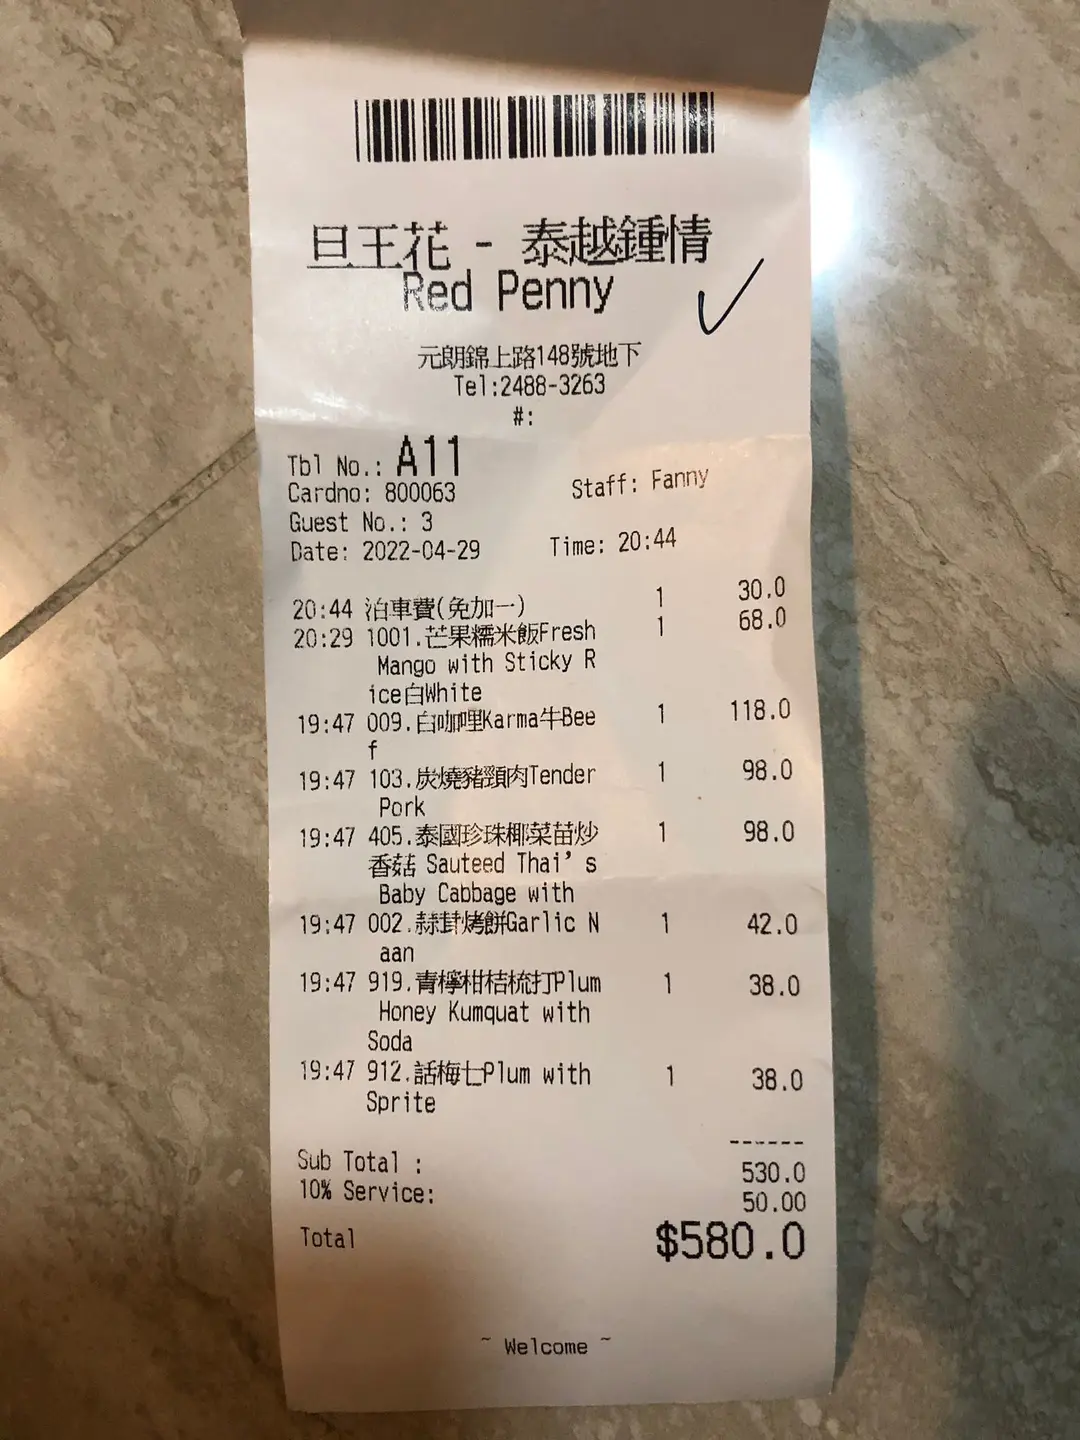 旦王花 - 泰越鍾情
Red Penny
元朗錦上路148號地下
Tel:2488-3263
#:
Tbl No.: A11
Cardno: 800063 Staff: Fanny
Guest No.: 3
Date: 2022-04-29 Time: 20:44
20:44 泊車費(免加一) 1 30.0
20:29 1001.芒果糯米飯Fresh 1 68.0
Mango with Sticky R
ice白White
19:47 009.白咖哩Karma牛Bee 1 118.0
f
19:47 103.炭燒豬頸肉Tender 1 98.0
Pork
19:47 405.泰國珍珠椰菜苗炒 1 98.0
香菇 Sauteed Thai’s
Baby Cabbage with
19:47 002.蒜茸烤餅Garlic N 1 42.0
aan
19:47 919.青檸柑桔梳打Plum 1 38.0
Honey Kumquat with
Soda
19:47 912.話梅七Plum with 1 38.0
Sprite
------
Sub Total : 530.0
10% Service: 50.00
Total $580.0
~ Welcome ~